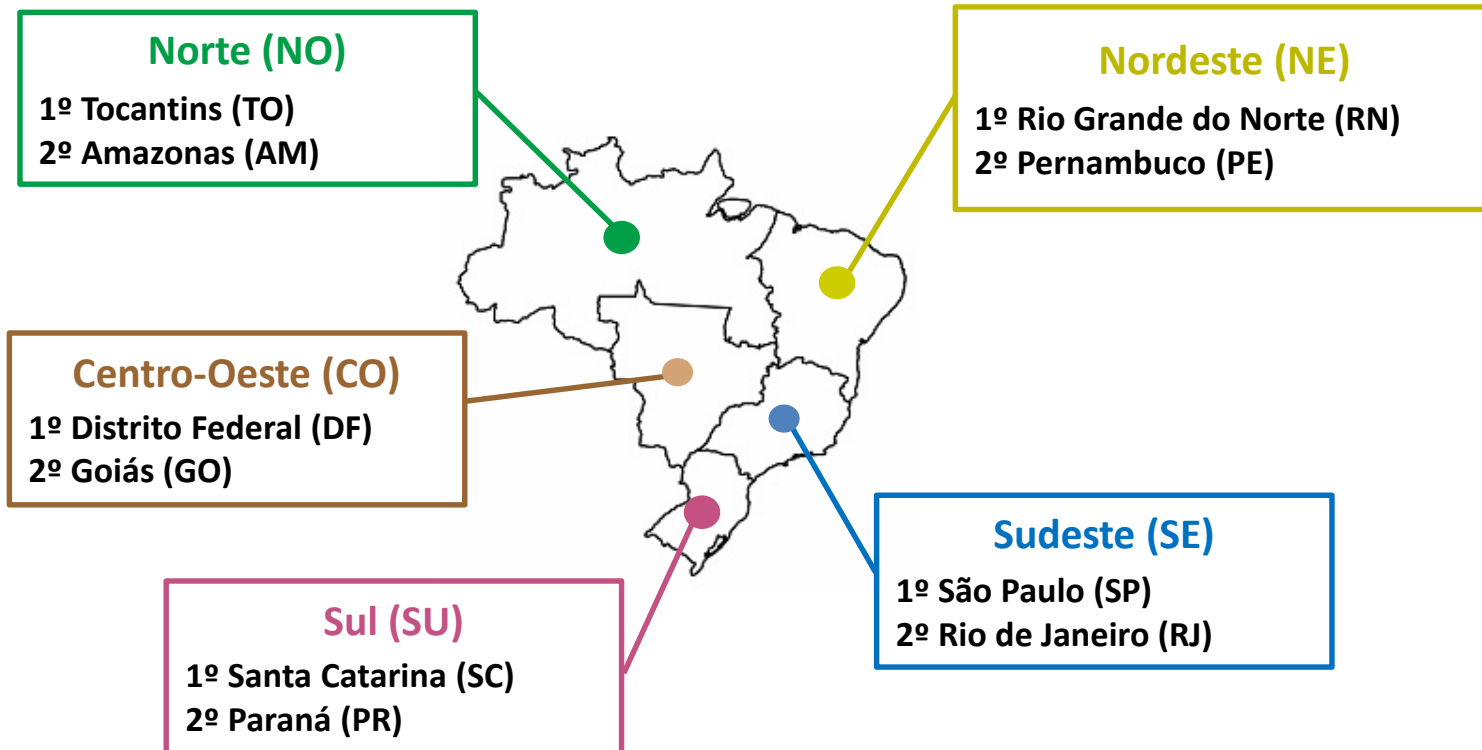 Norte (NO)
1º Tocantins (TO)
2º Amazonas (AM)
Nordeste (NE)
1º Rio Grande do Norte (RN)
2º Pernambuco (PE)
Centro-Oeste (CO)
1º Distrito Federal (DF)
2º Goiás (GO)
Sudeste (SE)
1º São Paulo (SP)
2º Rio de Janeiro (RJ)
Sul (SU)
1º Santa Catarina (SC)
2º Paraná (PR)